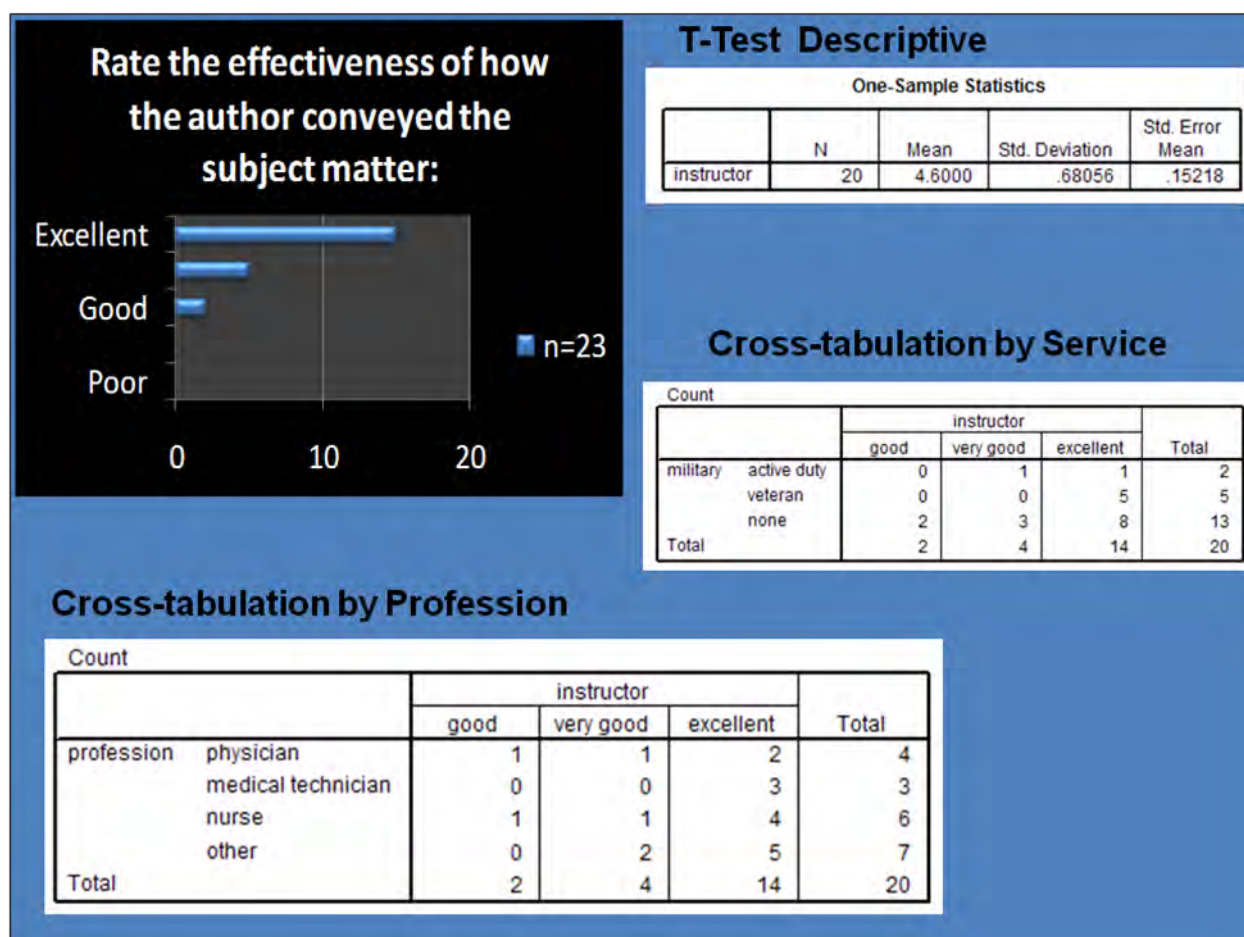 Rate the effectiveness of how
the author conveyed the
subject matter:
Excellent
Good
Poor
0 10 20
n=23
T-Test Descriptive
One-Sample Statistics
N Mean Std. Deviation Std. Error Mean
instructor 20 4.6000 .68056 .15218
Cross-tabulation by Service
Count
instructor
good very good excellent Total
military active duty 0 1 1 2
veteran 0 0 5 5
none 2 3 8 13
Total 2 4 14 20
Cross-tabulation by Profession
Count
instructor
good very good excellent Total
profession physician 1 1 2 4
medical technician 0 0 3 3
nurse 1 1 4 6
other 0 2 5 7
Total 2 4 14 20